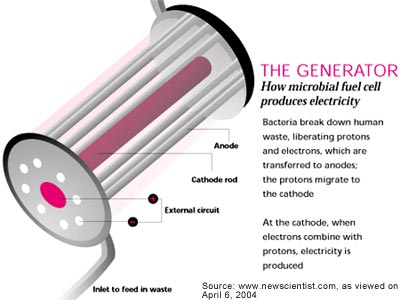 THE GENERATOR
How microbial fuel cell
produces electricity
Bacteria break down human
waste, liberating protons
and electrons, which are
transferred to anodes;
the protons migrate to
the cathode
At the cathode, when
electrons combine with
protons, electricity is
produced
Anode
Cathode rod
+
External circuit
-
Inlet to feed in waste
Source: www.newscientist.com, as viewed on
April 6, 2004